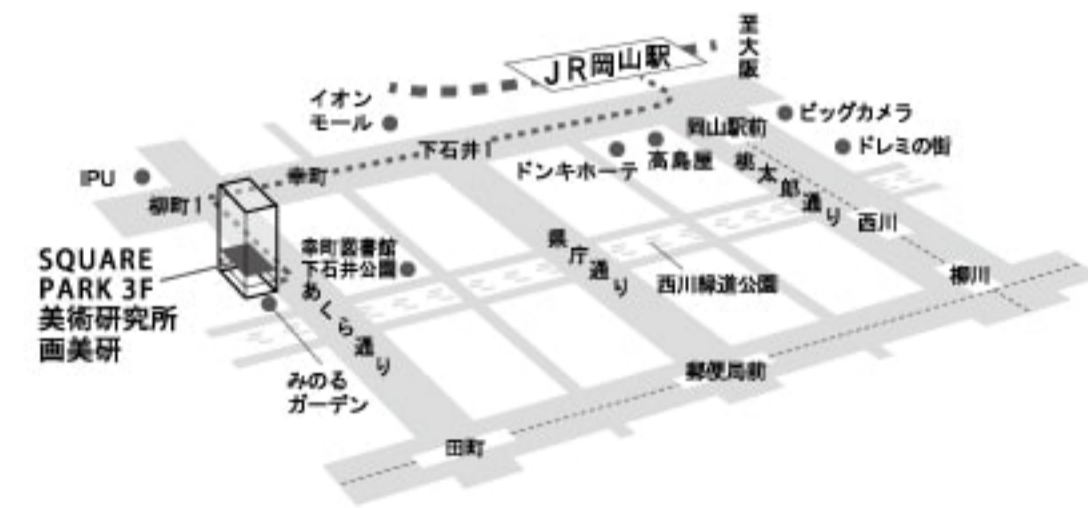 至大阪
JR岡山駅
イオン
モール
ビッグカメラ
岡山駅前
ドレミの街
下石井1
高島屋
ドンキホーテ
桃太郎通り
IPU
幸町
柳町1
西川
県庁通り
SQUARE
PARK 3F
美術研究所
画美研
幸町図書館
下石井公園
西川緑道公園
柳川
あくら通り
みのる
ガーデン
郵便局前
田町